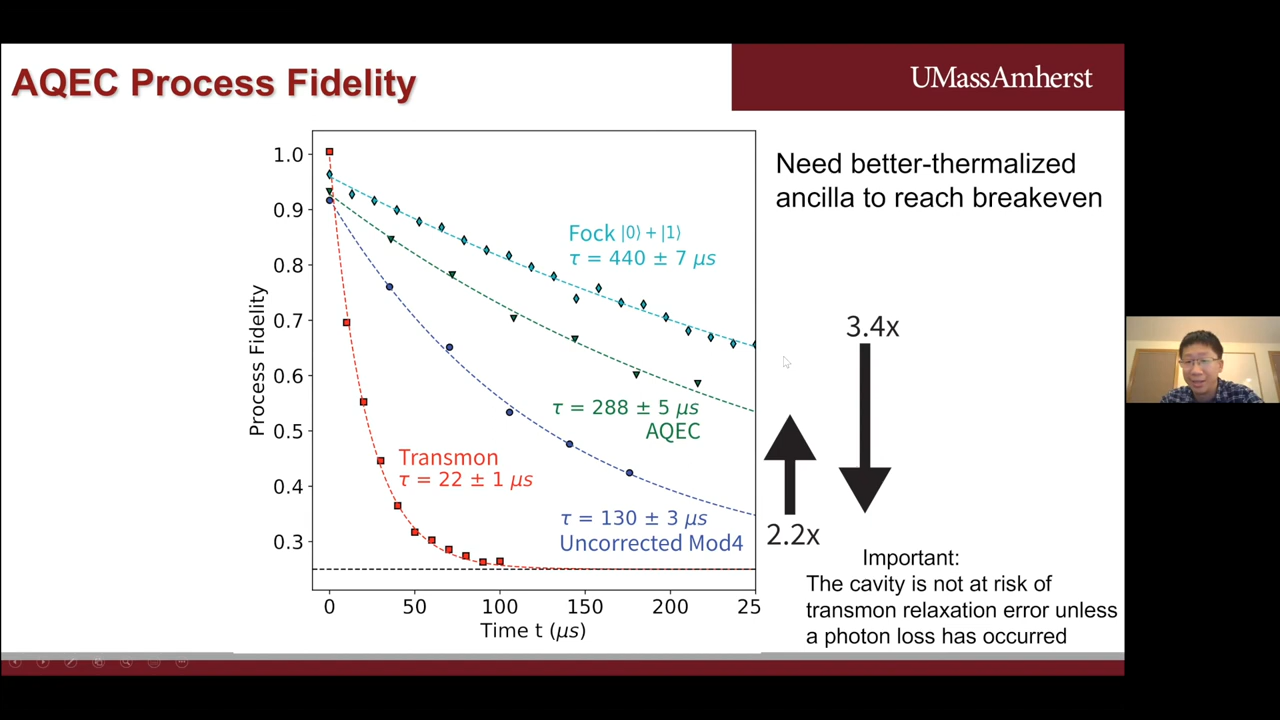 AQEC Process Fidelity
UMassAmherst
Need better-thermalized
ancilla to reach breakeven
1.0
0.9
0.8
0.7
0.6
0.5
0.4
0.3
Process Fidelity
Fock |0⟩ + |1⟩
τ = 440 ± 7 μs
τ = 288 ± 5 μs
AQEC
Transmon
τ = 22 ± 1 μs
τ = 130 ± 3 μs
Uncorrected Mod4
0 50 100 150 200 25
Time t (μs)
3.4x
2.2x
Important:
The cavity is not at risk of
transmon relaxation error unless
a photon loss has occurred